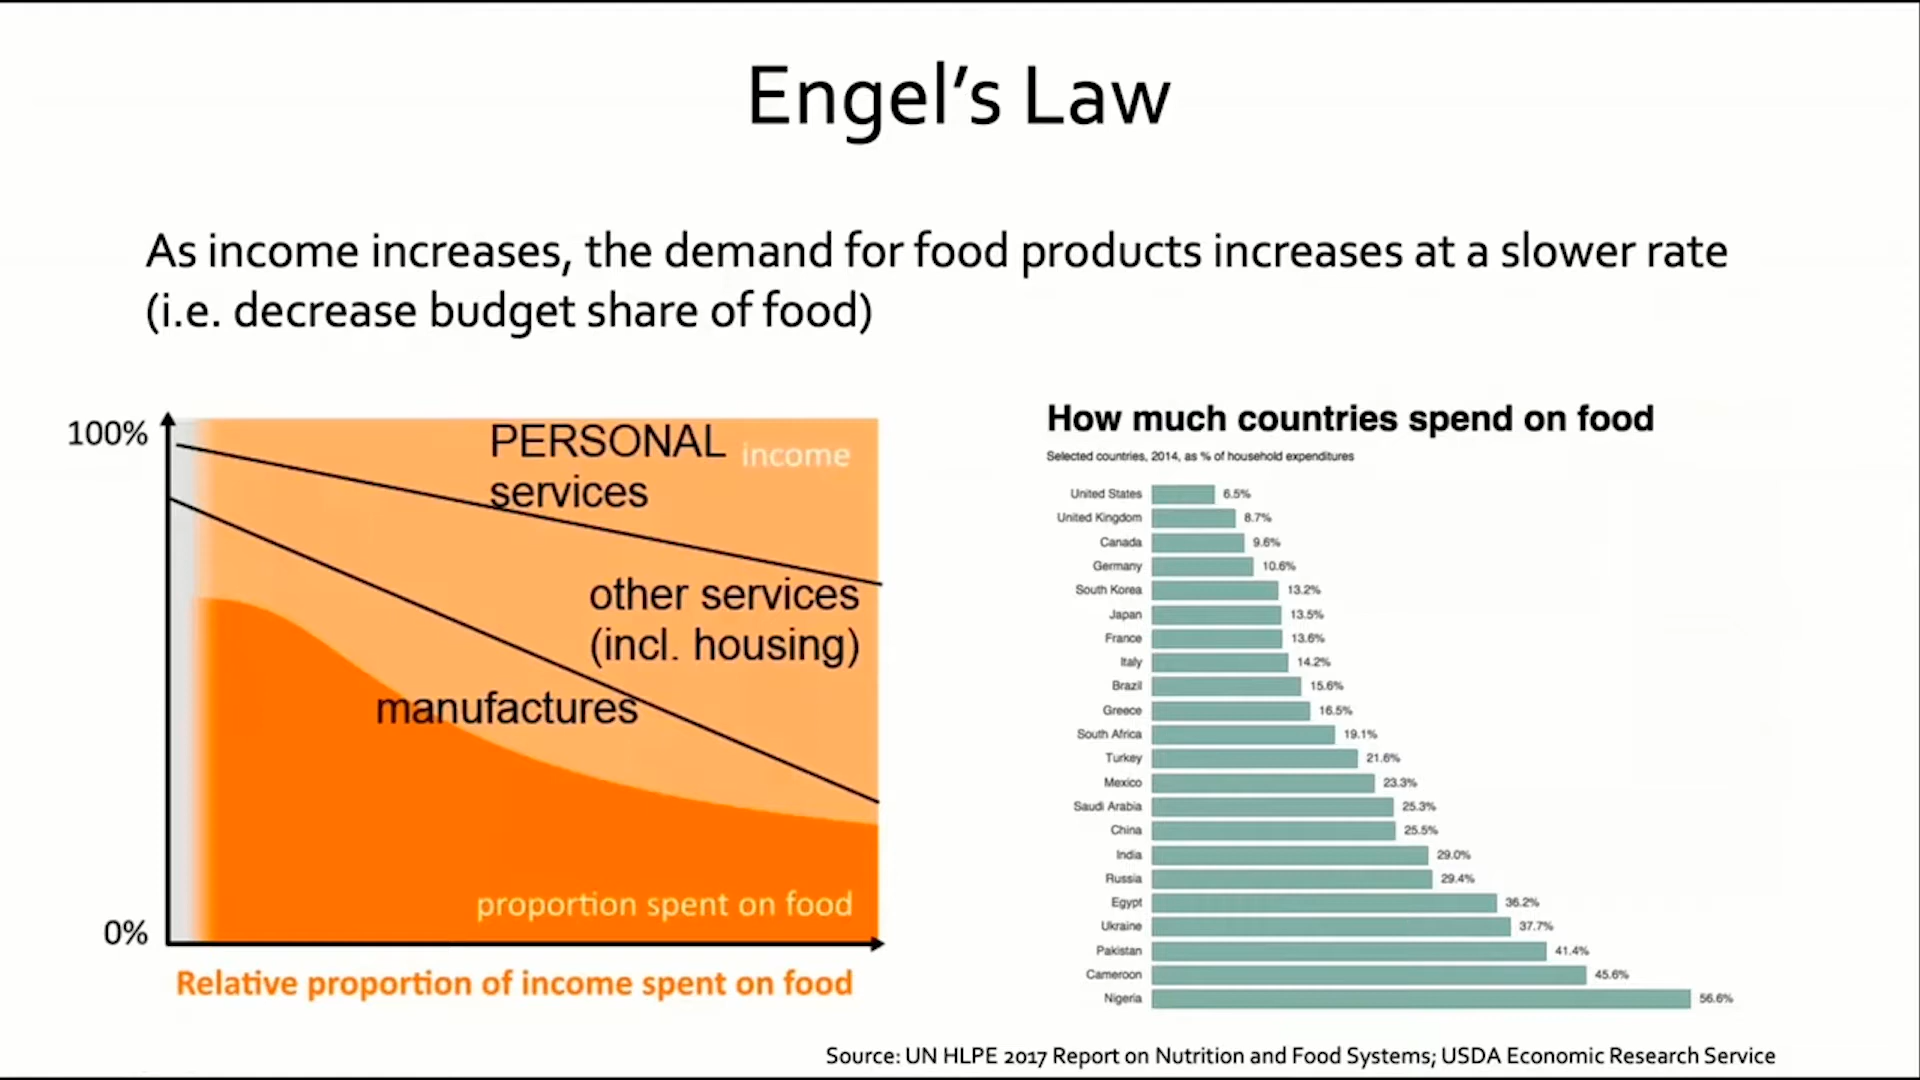 Engel’s Law
As income increases, the demand for food products increases at a slower rate
(i.e. decrease budget share of food)
100%
PERSONAL
services
income
other services
(incl. housing)
manufactures
proportion spent on food
0%
Relative proportion of income spent on food
How much countries spend on food
Selected countries, 2014, as % of household expenditures
United States 6.5%
United Kingdom 8.7%
Canada 9.6%
Germany 10.6%
South Korea 13.2%
Japan 13.5%
France 13.6%
Italy 14.2%
Brazil 15.6%
Greece 16.5%
South Africa 19.1%
Turkey 21.6%
Mexico 23.3%
Saudi Arabia 25.3%
China 25.5%
India 29.0%
Russia 29.4%
Egypt 36.2%
Ukraine 37.7%
Pakistan 41.4%
Cameroon 45.6%
Nigeria 56.6%
Source: UN HLPE 2017 Report on Nutrition and Food Systems; USDA Economic Research Service